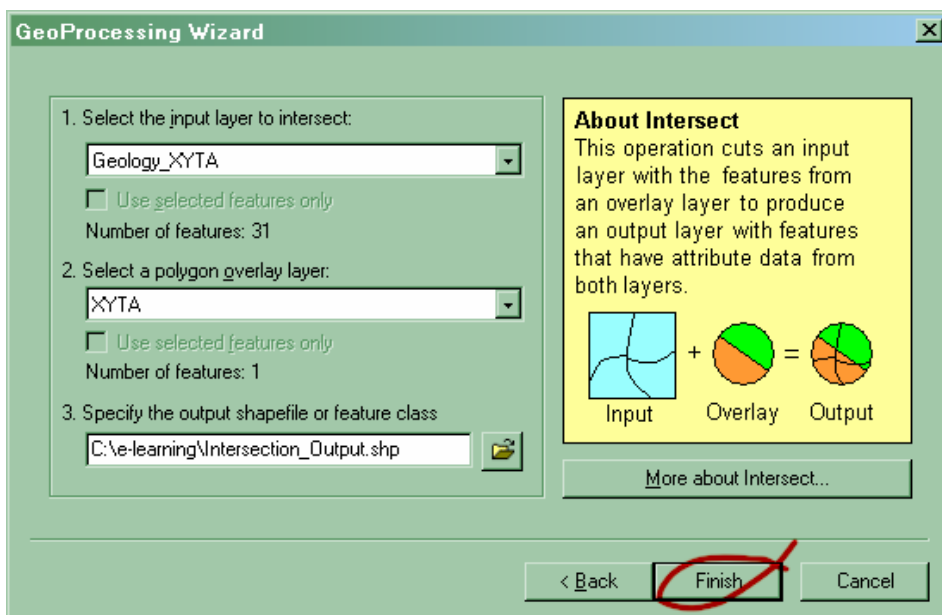 GeoProcessing Wizard
1. Select the input layer to intersect:
Geology_XYTA
Use selected features only
Number of features: 31
2. Select a polygon overlay layer:
XYTA
Use selected features only
Number of features: 1
3. Specify the output shapefile or feature class
C:\e-learning\Intersection_Output.shp
About Intersect
This operation cuts an input
layer with the features from
an overlay layer to produce
an output layer with features
that have attribute data from
both layers.
+ =
Input Overlay Output
More about Intersect...
< Back Finish Cancel